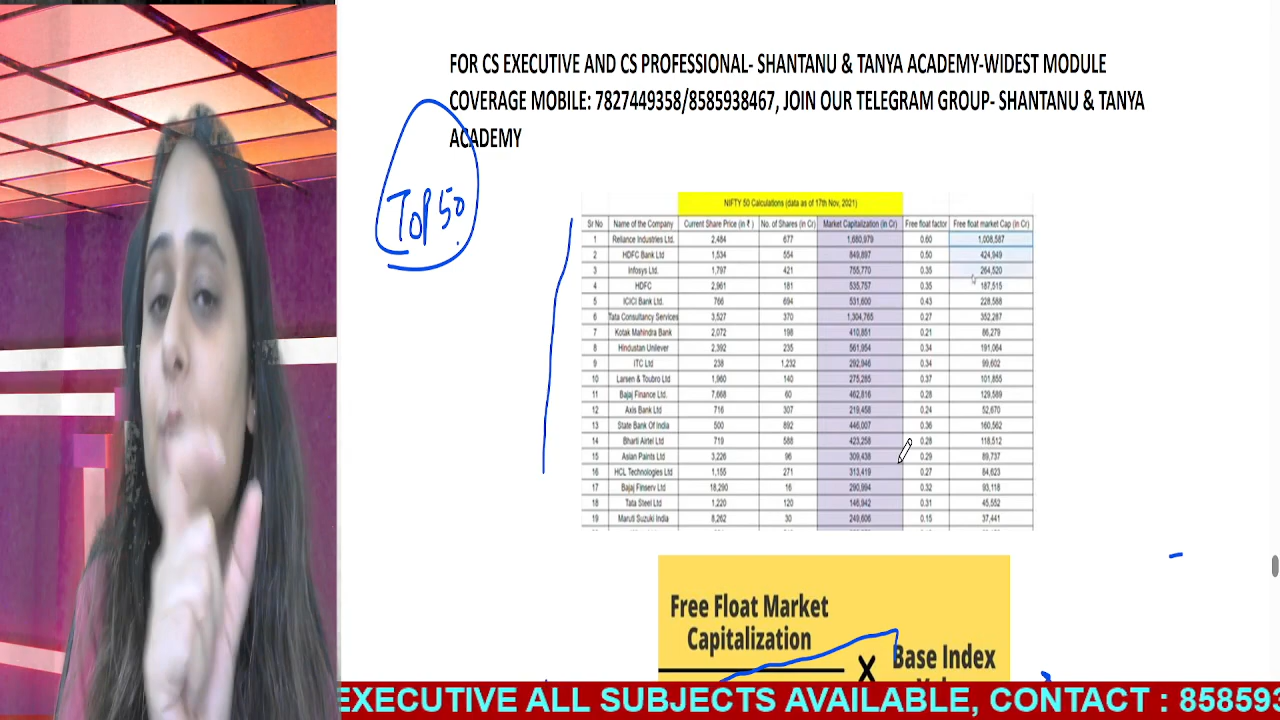 FOR CS EXECUTIVE AND CS PROFESSIONAL- SHANTANU & TANYA ACADEMY-WIDEST MODULE
COVERAGE MOBILE: 7827449358/8585938467, JOIN OUR TELEGRAM GROUP- SHANTANU & TANYA
ACADEMY
TOP 50
NIFTY 50 Calculations (data as of 17th Nov, 2021)
Sr No Name of the Company Current Share Price (in ₹ ) No. of Shares (in Cr) Market Capitalization (in Cr) Free float factor Free float market Cap (in Cr)
1 Reliance Industries Ltd. 2,484 677 1,680,979 0.60 1,008,587
2 HDFC Bank Ltd 1,534 554 849,897 0.50 424,949
3 Infosys Ltd. 1,797 421 755,770 0.35 264,520
4 HDFC 2,961 181 535,757 0.35 187,515
5 ICICI Bank Ltd. 766 694 531,600 0.43 228,588
6 Tata Consultancy Services 3,527 370 1,304,765 0.27 352,287
7 Kotak Mahindra Bank 2,072 198 410,851 0.21 86,279
8 Hindustan Unilever 2,392 235 561,954 0.34 191,064
9 ITC Ltd 238 1,232 292,946 0.34 99,602
10 Larsen & Toubro Ltd 1,960 140 275,285 0.37 101,855
11 Bajaj Finance Ltd. 7,668 60 462,816 0.28 129,589
12 Axis Bank Ltd 716 307 219,458 0.24 52,670
13 State Bank Of India 500 892 446,007 0.36 160,562
14 Bharti Airtel Ltd 719 588 423,258 0.28 118,512
15 Asian Paints Ltd 3,226 96 309,438 0.29 89,737
16 HCL Technologies Ltd 1,155 271 313,419 0.27 84,623
17 Bajaj Finserv Ltd 18,290 16 290,994 0.32 93,118
18 Tata Steel Ltd 1,220 120 146,942 0.31 45,552
19 Maruti Suzuki India 8,262 30 249,606 0.15 37,441
Free Float Market
Capitalization
X Base Index
EXECUTIVE ALL SUBJECTS AVAILABLE, CONTACT : 858593